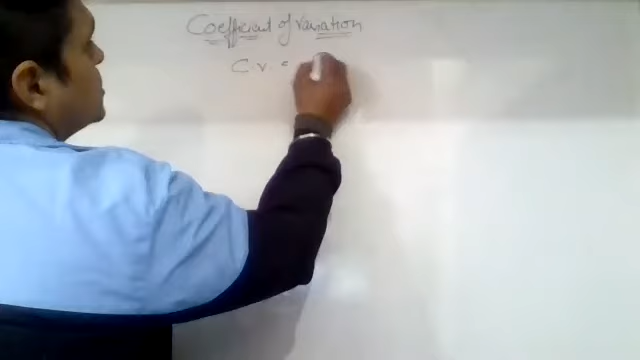 Coefficient of variation
C.V. =